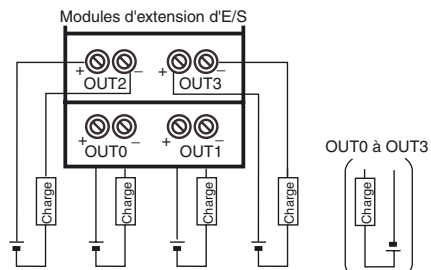 Modules d'extension d'E/S
+ – + –
OUT2 OUT3
+ – + –
OUT0 OUT1
OUT0 à OUT3
Charge Charge Charge Charge Charge